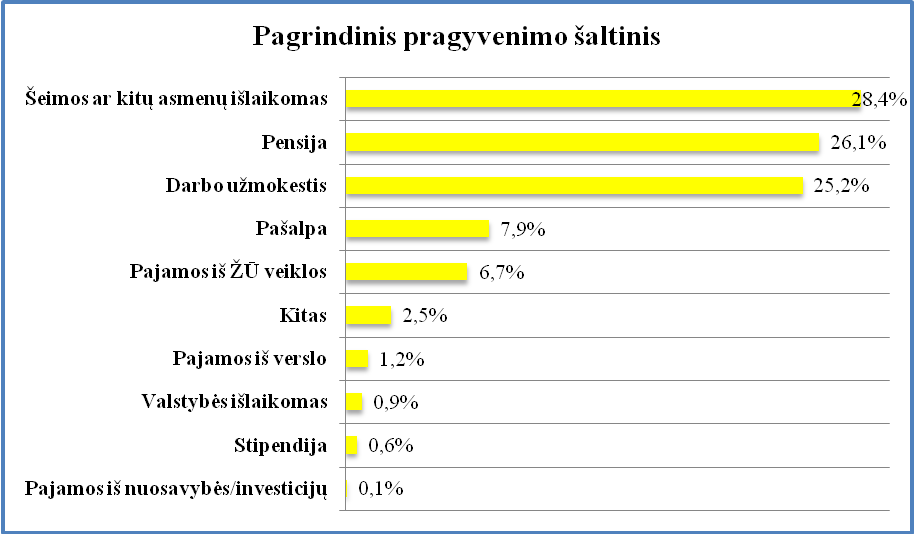 Pagrindinis pragyvenimo šaltinis
Šeimos ar kitų asmenų išlaikomas 28,4%
Pensija 26,1%
Darbo užmokestis 25,2%
Pašalpa 7,9%
Pajamos iš ŽŪ veiklos 6,7%
Kitas 2,5%
Pajamos iš verslo 1,2%
Valstybės išlaikomas 0,9%
Stipendija 0,6%
Pajamos iš nuosavybės/investicijų 0,1%